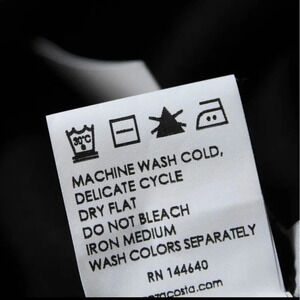 30°C
MACHINE WASH COLD,
DELICATE CYCLE
DRY FLAT
DO NOT BLEACH
IRON MEDIUM
WASH COLORS SEPARATELY
RN 144640